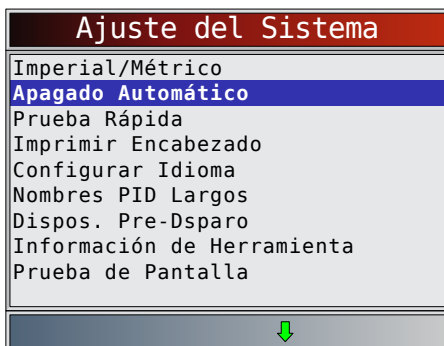 Ajuste del Sistema
Imperial/Métrico
Apagado Automático
Prueba Rápida
Imprimir Encabezado
Configurar Idioma
Nombres PID Largos
Dispos. Pre-Dsparo
Información de Herramienta
Prueba de Pantalla